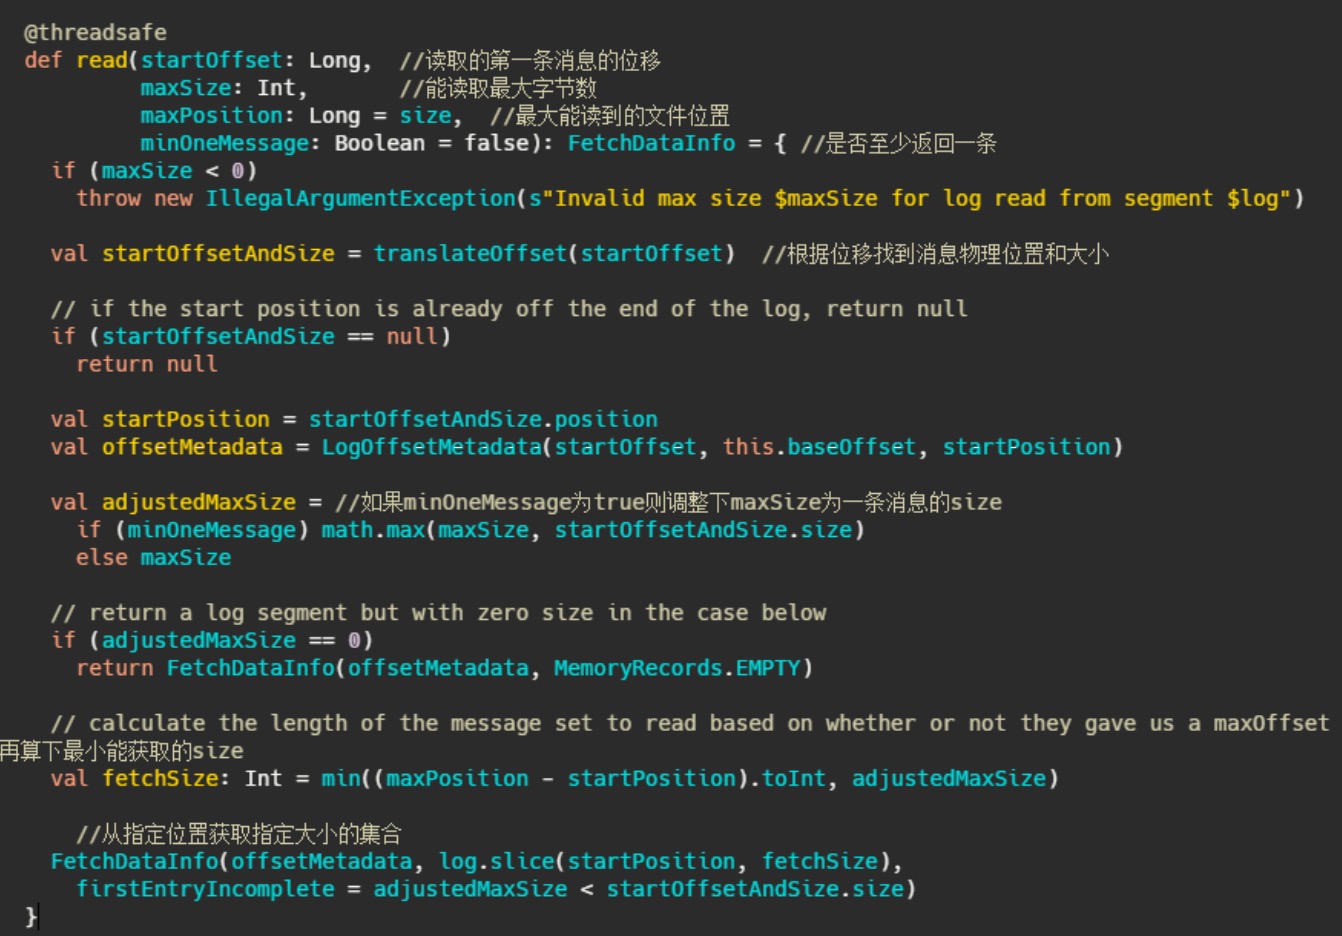 @threadsafe
def read(startOffset: Long,  //读取的第一条消息的位移
         maxSize: Int,       //能读取最大字节数
         maxPosition: Long = size,  //最大能读到的文件位置
         minOneMessage: Boolean = false): FetchDataInfo = { //是否至少返回一条
  if (maxSize < 0)
    throw new IllegalArgumentException(s"Invalid max size $maxSize for log read from segment $log")
  val startOffsetAndSize = translateOffset(startOffset)  //根据位移找到消息物理位置和大小
  // if the start position is already off the end of the log, return null
  if (startOffsetAndSize == null)
    return null
  val startPosition = startOffsetAndSize.position
  val offsetMetadata = LogOffsetMetadata(startOffset, this.baseOffset, startPosition)
  val adjustedMaxSize = //如果minOneMessage为true则调整下maxSize为一条消息的size
    if (minOneMessage) math.max(maxSize, startOffsetAndSize.size)
    else maxSize
  // return a log segment but with zero size in the case below
  if (adjustedMaxSize == 0)
    return FetchDataInfo(offsetMetadata, MemoryRecords.EMPTY)
  // calculate the length of the message set to read based on whether or not they gave us a maxOffset
再算下最小能获取的size
  val fetchSize: Int = min((maxPosition - startPosition).toInt, adjustedMaxSize)
    //从指定位置获取指定大小的集合
  FetchDataInfo(offsetMetadata, log.slice(startPosition, fetchSize),
    firstEntryIncomplete = adjustedMaxSize < startOffsetAndSize.size)
}